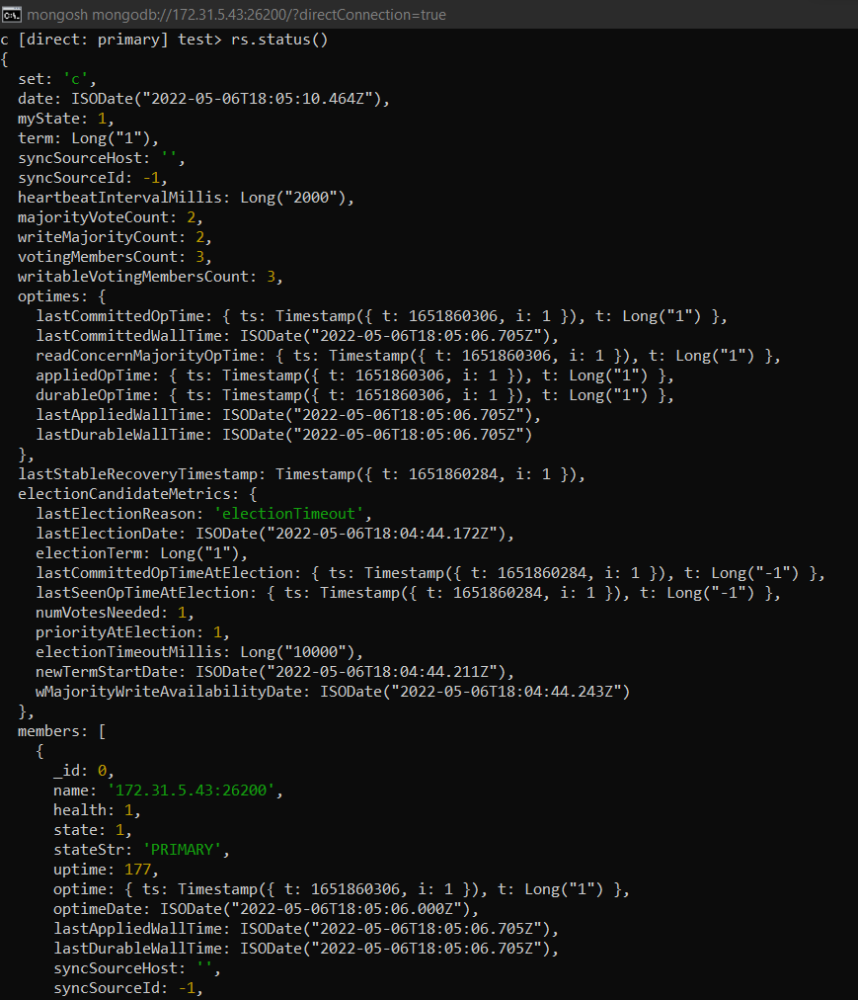 mongosh mongodb://172.31.5.43:26200/?directConnection=true
c [direct: primary] test> rs.status()
{
  set: 'c',
  date: ISODate("2022-05-06T18:05:10.464Z"),
  myState: 1,
  term: Long("1"),
  syncSourceHost: '',
  syncSourceId: -1,
  heartbeatIntervalMillis: Long("2000"),
  majorityVoteCount: 2,
  writeMajorityCount: 2,
  votingMembersCount: 3,
  writableVotingMembersCount: 3,
  optimes: {
    lastCommittedOpTime: { ts: Timestamp({ t: 1651860306, i: 1 }), t: Long("1") },
    lastCommittedWallTime: ISODate("2022-05-06T18:05:06.705Z"),
    readConcernMajorityOpTime: { ts: Timestamp({ t: 1651860306, i: 1 }), t: Long("1") },
    appliedOpTime: { ts: Timestamp({ t: 1651860306, i: 1 }), t: Long("1") },
    durableOpTime: { ts: Timestamp({ t: 1651860306, i: 1 }), t: Long("1") },
    lastAppliedWallTime: ISODate("2022-05-06T18:05:06.705Z"),
    lastDurableWallTime: ISODate("2022-05-06T18:05:06.705Z")
  },
  lastStableRecoveryTimestamp: Timestamp({ t: 1651860284, i: 1 }),
  electionCandidateMetrics: {
    lastElectionReason: 'electionTimeout',
    lastElectionDate: ISODate("2022-05-06T18:04:44.172Z"),
    electionTerm: Long("1"),
    lastCommittedOpTimeAtElection: { ts: Timestamp({ t: 1651860284, i: 1 }), t: Long("-1") },
    lastSeenOpTimeAtElection: { ts: Timestamp({ t: 1651860284, i: 1 }), t: Long("-1") },
    numVotesNeeded: 1,
    priorityAtElection: 1,
    electionTimeoutMillis: Long("10000"),
    newTermStartDate: ISODate("2022-05-06T18:04:44.211Z"),
    wMajorityWriteAvailabilityDate: ISODate("2022-05-06T18:04:44.243Z")
  },
  members: [
    {
      _id: 0,
      name: '172.31.5.43:26200',
      health: 1,
      state: 1,
      stateStr: 'PRIMARY',
      uptime: 177,
      optime: { ts: Timestamp({ t: 1651860306, i: 1 }), t: Long("1") },
      optimeDate: ISODate("2022-05-06T18:05:06.000Z"),
      lastAppliedWallTime: ISODate("2022-05-06T18:05:06.705Z"),
      lastDurableWallTime: ISODate("2022-05-06T18:05:06.705Z"),
      syncSourceHost: '',
      syncSourceId: -1,